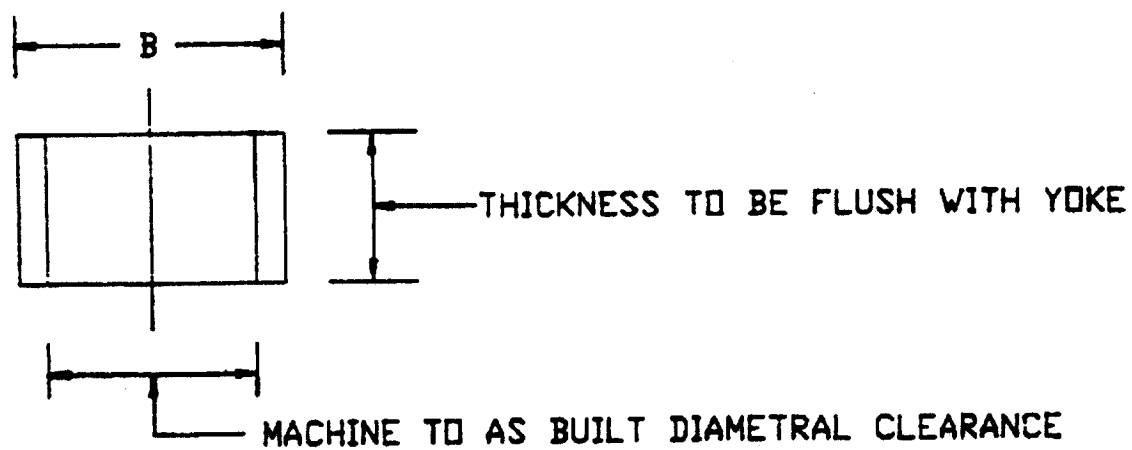 B
THICKNESS TO BE FLUSH WITH YOKE
MACHINE TO AS BUILT DIAMETRAL CLEARANCE